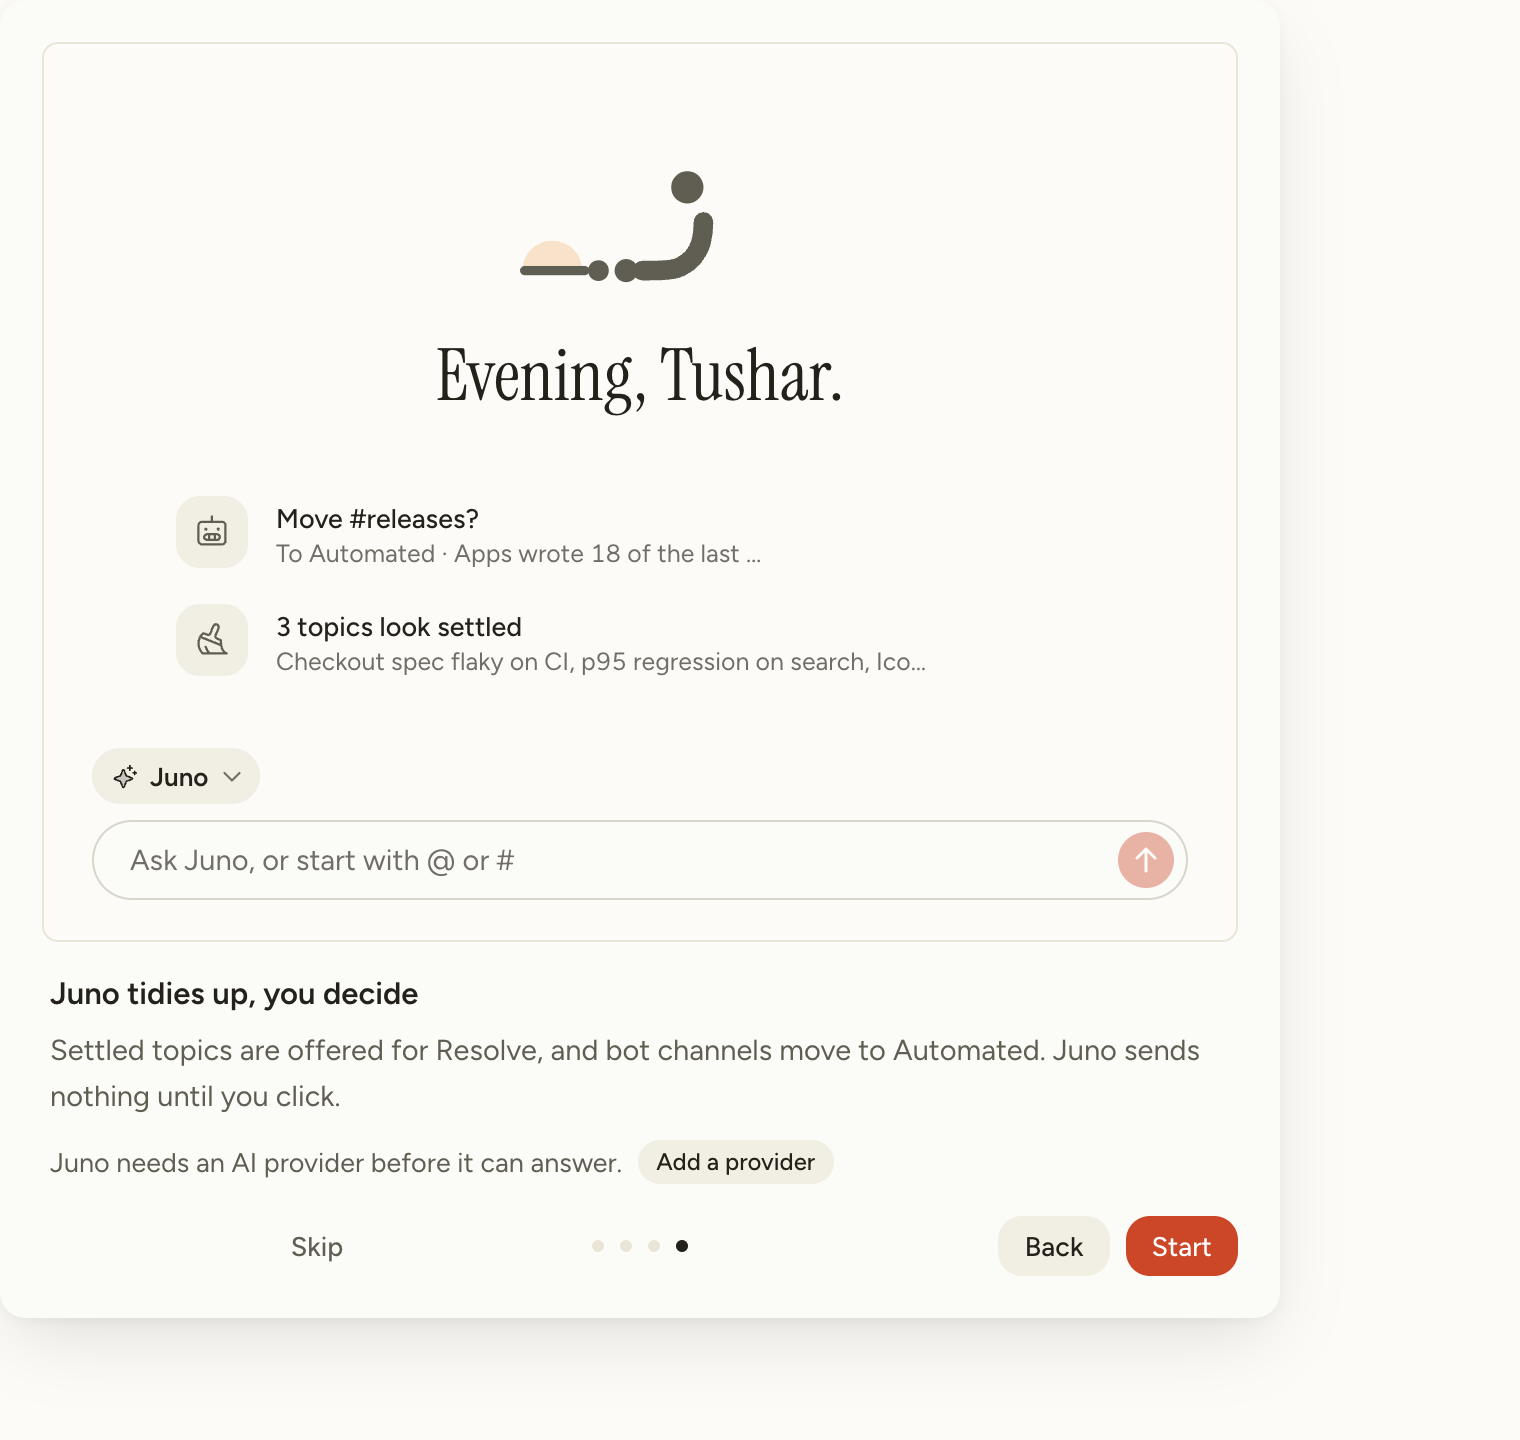 Evening, Tushar.
Move #releases?
To Automated · Apps wrote 18 of the last ...
3 topics look settled
Checkout spec flaky on CI, p95 regression on search, Ico...
Juno
Ask Juno, or start with @ or #
Juno tidies up, you decide
Settled topics are offered for Resolve, and bot channels move to Automated. Juno sends
nothing until you click.
Juno needs an AI provider before it can answer. Add a provider
Skip Back Start